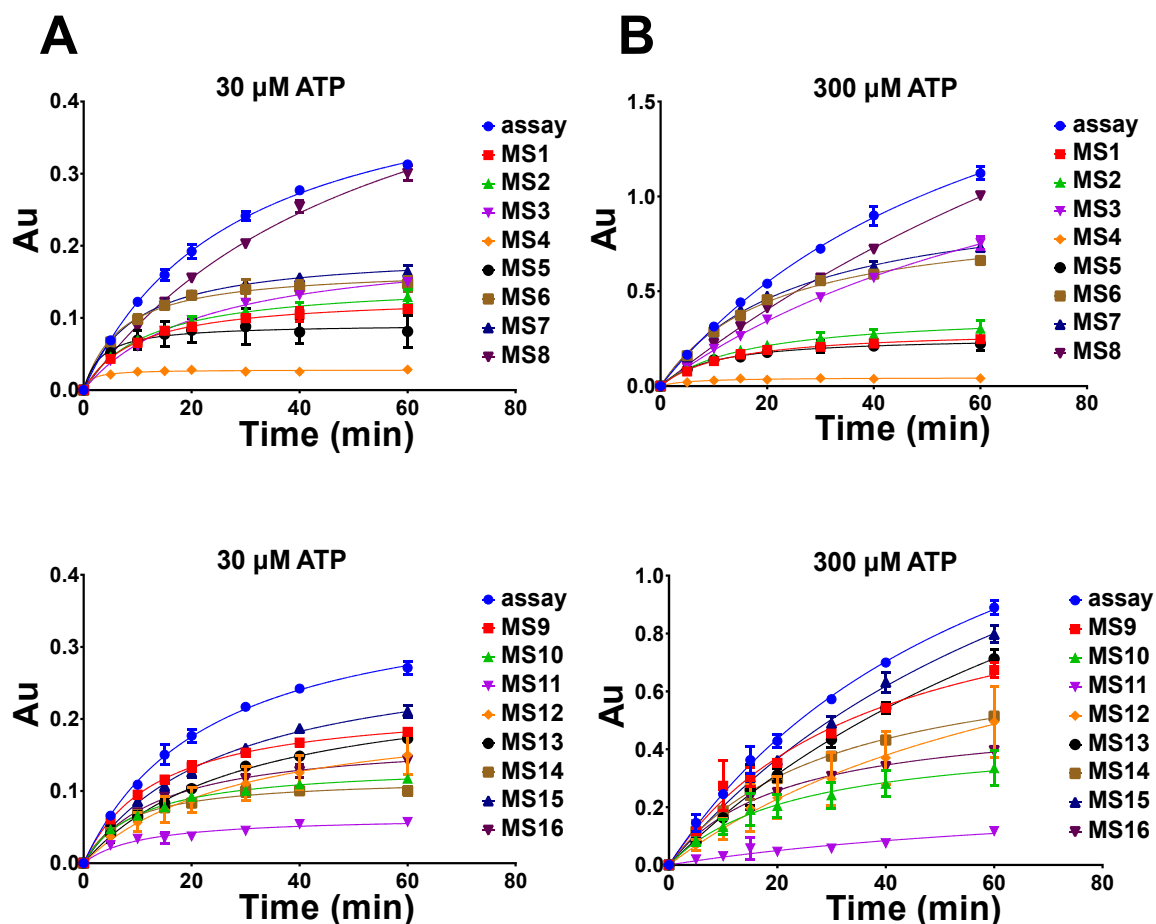 A
30 µM ATP
Au
0.4
0.3
0.2
0.1
0.0
0
20
40
60
80
Time (min)
assay
MS1
MS2
MS3
MS4
MS5
MS6
MS7
MS8
B
300 µM ATP
Au
1.5
1.0
0.5
0.0
0
20
40
60
80
Time (min)
assay
MS1
MS2
MS3
MS4
MS5
MS6
MS7
MS8
30 µM ATP
Au
0.4
0.3
0.2
0.1
0.0
0
20
40
60
80
Time (min)
assay
MS9
MS10
MS11
MS12
MS13
MS14
MS15
MS16
300 µM ATP
Au
1.0
0.8
0.6
0.4
0.2
0.0
0
20
40
60
80
Time (min)
assay
MS9
MS10
MS11
MS12
MS13
MS14
MS15
MS16